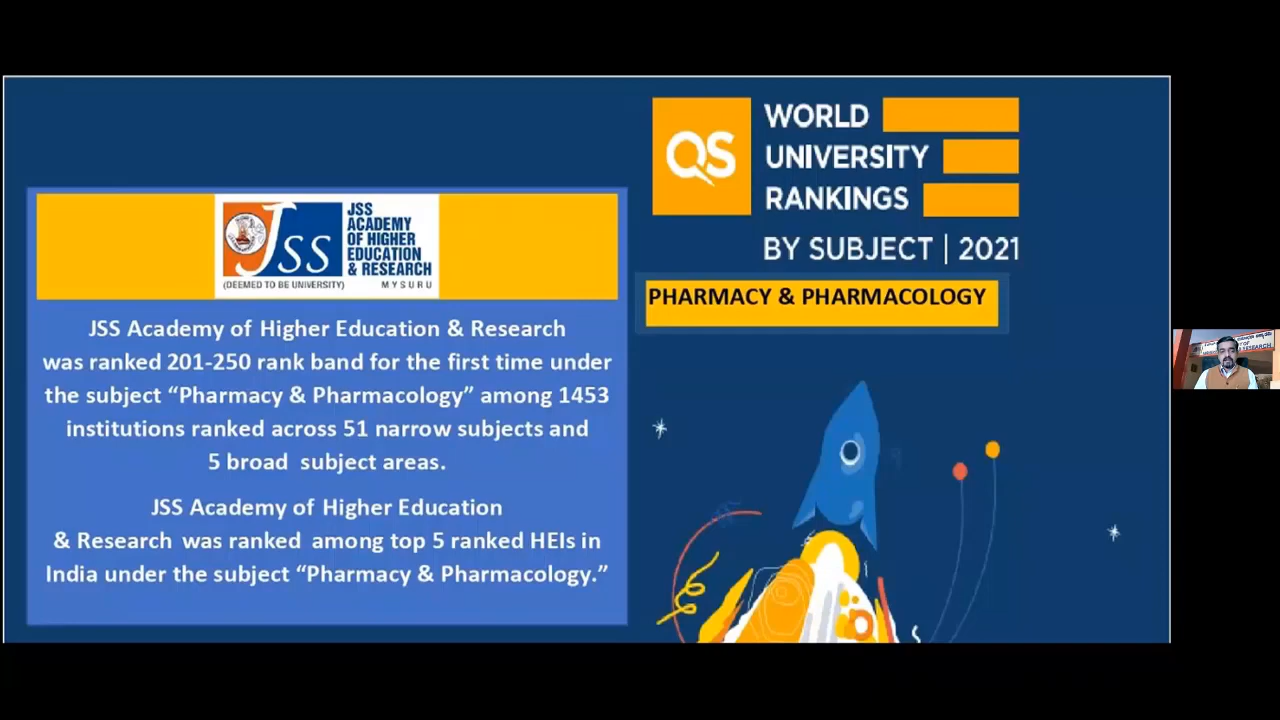 JSS
JSS
ACADEMY
OF HIGHER
EDUCATION
& RESEARCH
(DEEMED TO BE UNIVERSITY) MYSURU
JSS Academy of Higher Education & Research
was ranked 201-250 rank band for the first time under
the subject “Pharmacy & Pharmacology” among 1453
institutions ranked across 51 narrow subjects and
5 broad subject areas.
JSS Academy of Higher Education
& Research was ranked among top 5 ranked HEIs in
India under the subject “Pharmacy & Pharmacology.”
QS
WORLD
UNIVERSITY
RANKINGS
BY SUBJECT | 2021
PHARMACY & PHARMACOLOGY